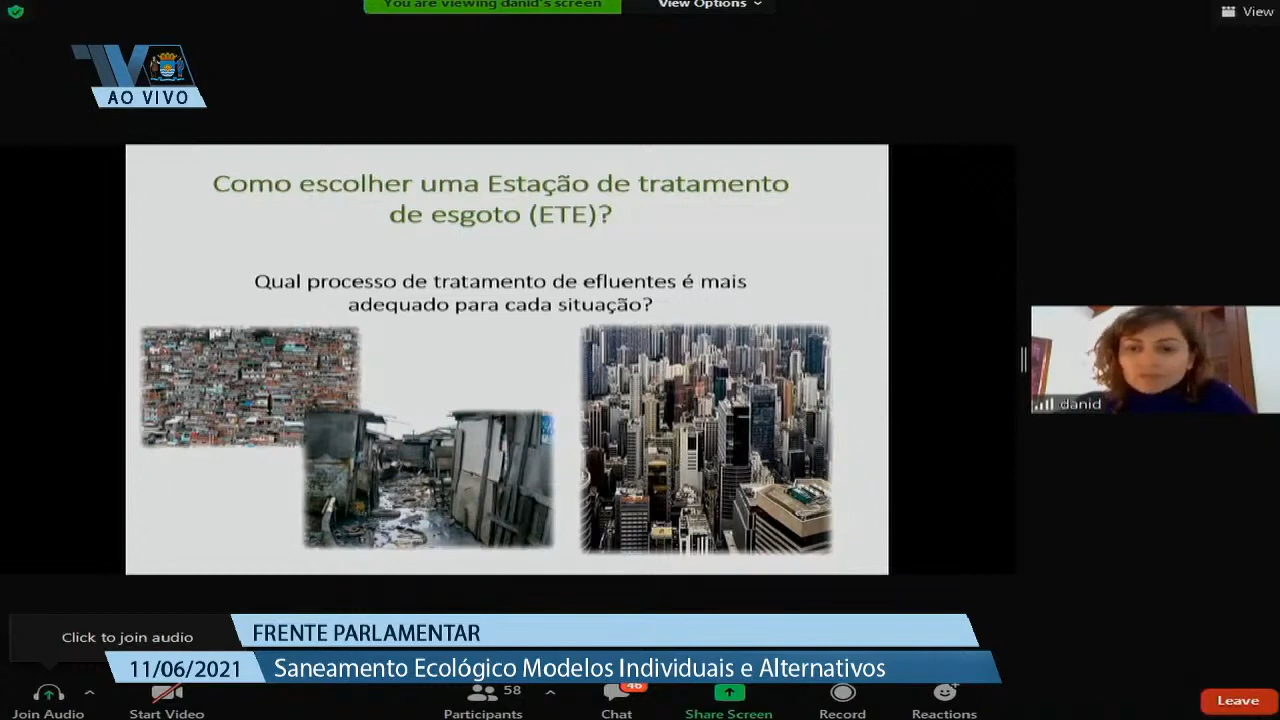 You are viewing danid's screen
View Options
View
TV
AO VIVO
Como escolher uma Estação de tratamento
de esgoto (ETE)?
Qual processo de tratamento de efluentes é mais
adequado para cada situação?
danid
Click to join audio
FRENTE PARLAMENTAR
11/06/2021
Saneamento Ecológico Modelos Individuais e Alternativos
Join Audio
Start Video
58
Participants
46
Chat
Share Screen
Record
Reactions
Leave